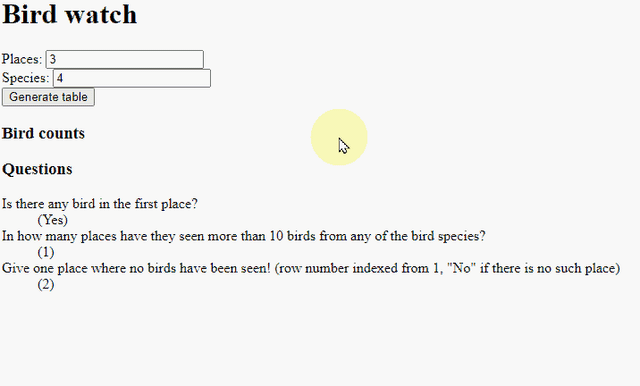 Bird watch
Places: 3
Species: 4
Generate table
Bird counts
Questions
Is there any bird in the first place?
(Yes)
In how many places have they seen more than 10 birds from any of the bird species?
(1)
Give one place where no birds have been seen! (row number indexed from 1, "No" if there is no such place)
(2)